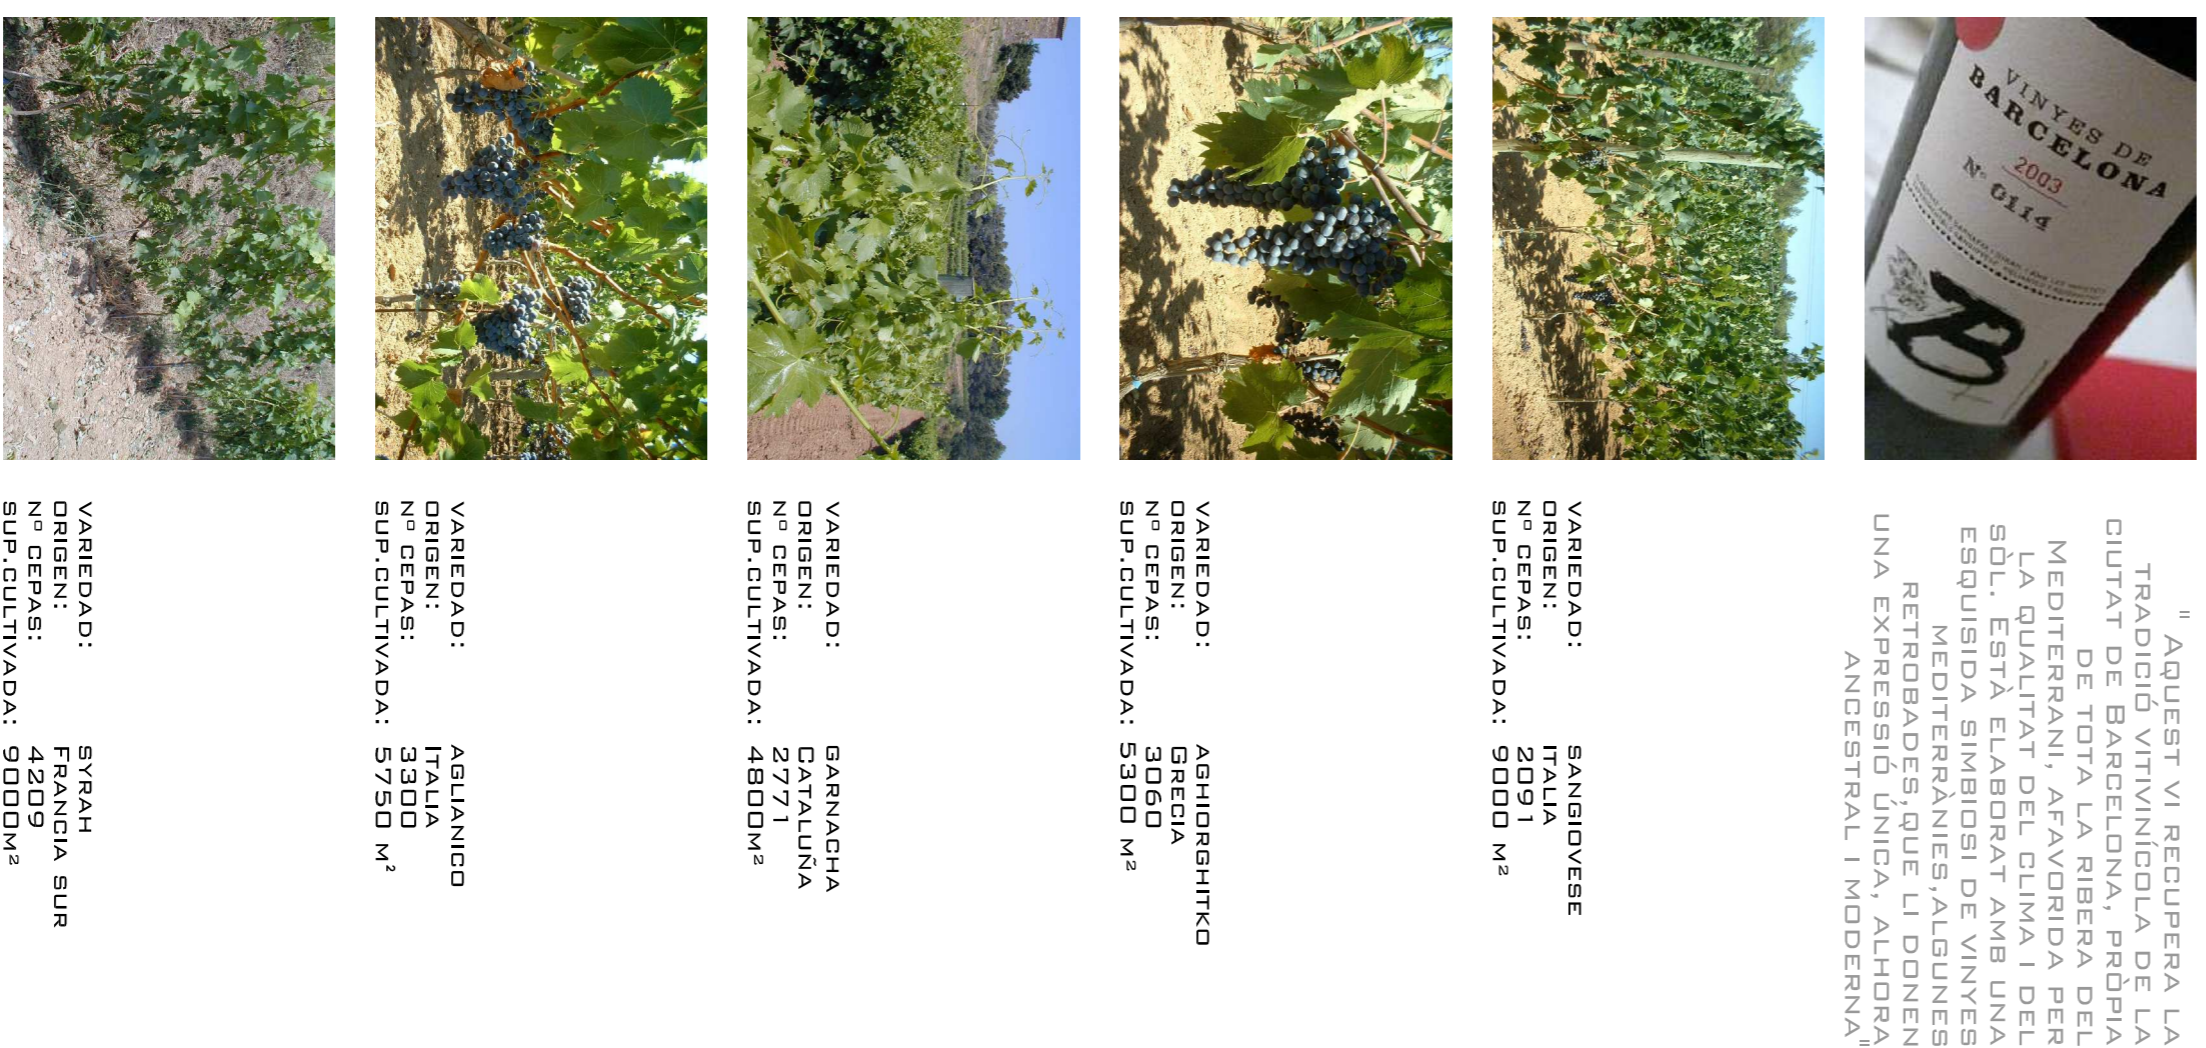 VINYES DE
BARCELONA
2003
Nº 0114
B
" AQUEST VI RECUPERA LA
TRADICIÓ VITIVINÍCOLA DE LA
CIUTAT DE BARCELONA, PRÒPIA
DE TOTA LA RIBERA DEL
MEDITERRANI, AFAVORIDA PER
LA QUALITAT DEL CLIMA I DEL
SÒL. ESTÀ ELABORAT AMB UNA
ESQUISIDA SIMBIOSI DE VINYES
MEDITERRÀNIES,ALGUNES
RETROBADES,QUE LI DONEN
UNA EXPRESSIÓ ÚNICA, ALHORA
ANCESTRAL I MODERNA"
VARIEDAD: SANGIOVESE
ORIGEN: ITALIA
Nº CEPAS: 2091
SUP.CULTIVADA: 9000 M²
VARIEDAD: AGHIORGHITKO
ORIGEN: GRECIA
Nº CEPAS: 3060
SUP.CULTIVADA: 5300 M²
VARIEDAD: GARNACHA
ORIGEN: CATALUÑA
Nº CEPAS: 2771
SUP.CULTIVADA: 4800M²
VARIEDAD: AGLIANICO
ORIGEN: ITALIA
Nº CEPAS: 3300
SUP.CULTIVADA: 5750 M²
VARIEDAD: SYRAH
ORIGEN: FRANCIA SUR
Nº CEPAS: 4209
SUP.CULTIVADA: 9000M²